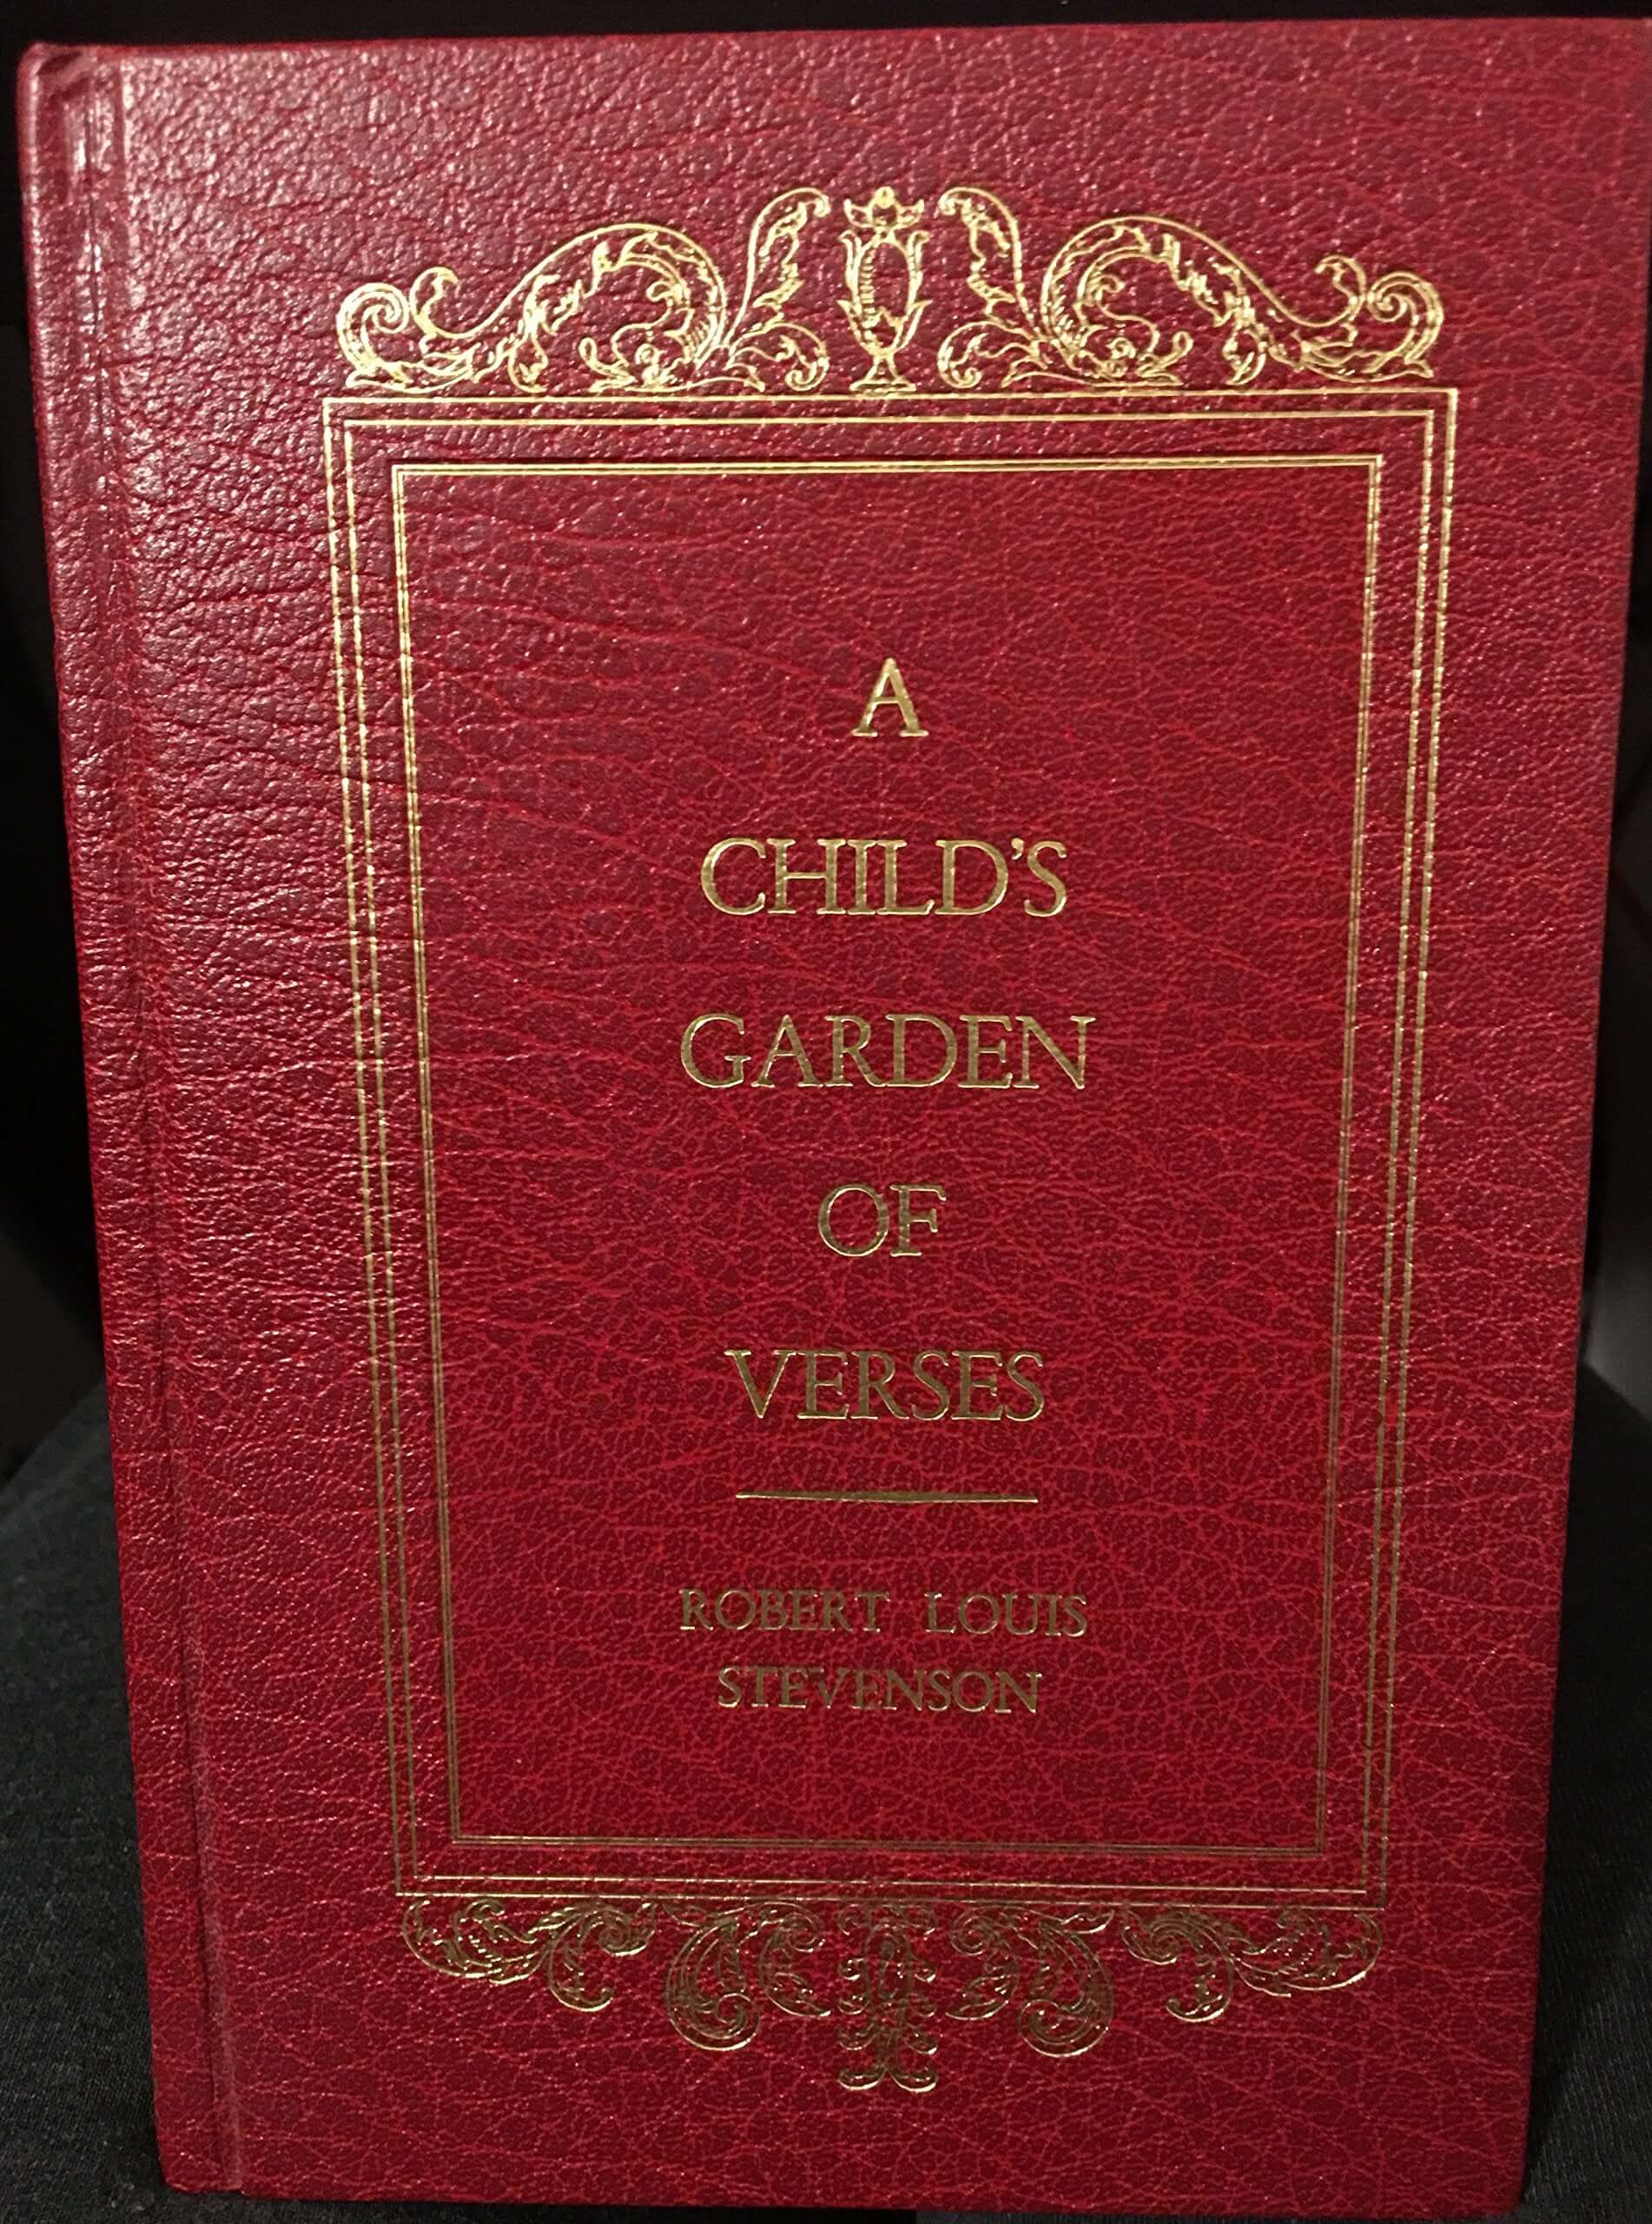 A
CHILD'S
GARDEN
OF
VERSES
ROBERT LOUIS
STEVENSON